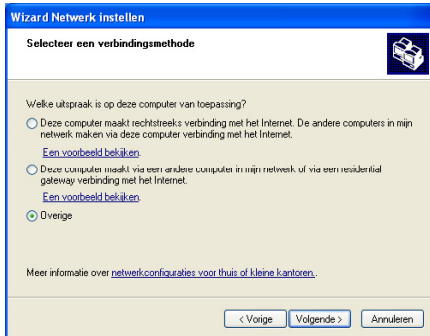 Wizard Netwerk instellen
Selecteer een verbindingsmethode
Welke uitspraak is op deze computer van toepassing?
Deze computer maakt rechtstreeks verbinding met het Internet. De andere computers in mijn
netwerk maken via deze computer verbinding met het Internet.
Een voorbeeld bekijken.
Deze computer maakt via een andere computer in mijn netwerk of via een residential
gateway verbinding met het Internet.
Een voorbeeld bekijken.
Overige
Meer informatie over netwerkconfiguraties voor thuis of kleine kantoren..
< Vorige Volgende > Annuleren